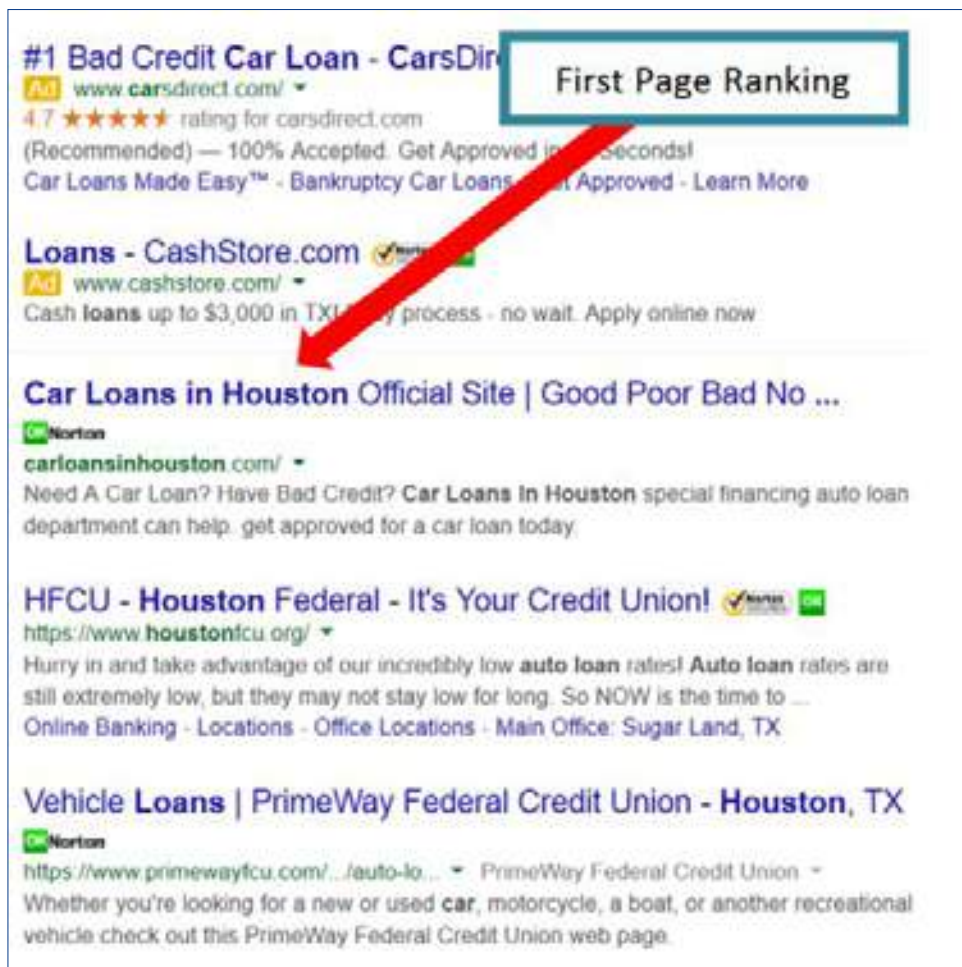 #1 Bad Credit Car Loan - CarsDir
First Page Ranking
Ad www.carsdirect.com/
4.7 ★★★★★ rating for carsdirect.com
(Recommended) — 100% Accepted. Get Approved in Seconds!
Car Loans Made Easy™ - Bankruptcy Car Loans Approved - Learn More
Loans - CashStore.com Norton OK
Ad www.cashstore.com/
Cash loans up to $3,000 in TX! process - no wait. Apply online now
Car Loans in Houston Official Site | Good Poor Bad No ...
OK Norton
carloansinhouston.com/
Need A Car Loan? Have Bad Credit? Car Loans In Houston special financing auto loan
department can help. get approved for a car loan today.
HFCU - Houston Federal - It's Your Credit Union! Norton OK
https://www.houstonfcu.org/
Hurry in and take advantage of our incredibly low auto loan rates! Auto loan rates are
still extremely low, but they may not stay low for long. So NOW is the time to ...
Online Banking - Locations - Office Locations - Main Office: Sugar Land, TX
Vehicle Loans | PrimeWay Federal Credit Union - Houston, TX
OK Norton
https://www.primewayfcu.com/.../auto-lo... PrimeWay Federal Credit Union
Whether you're looking for a new or used car, motorcycle, a boat, or another recreational
vehicle check out this PrimeWay Federal Credit Union web page.